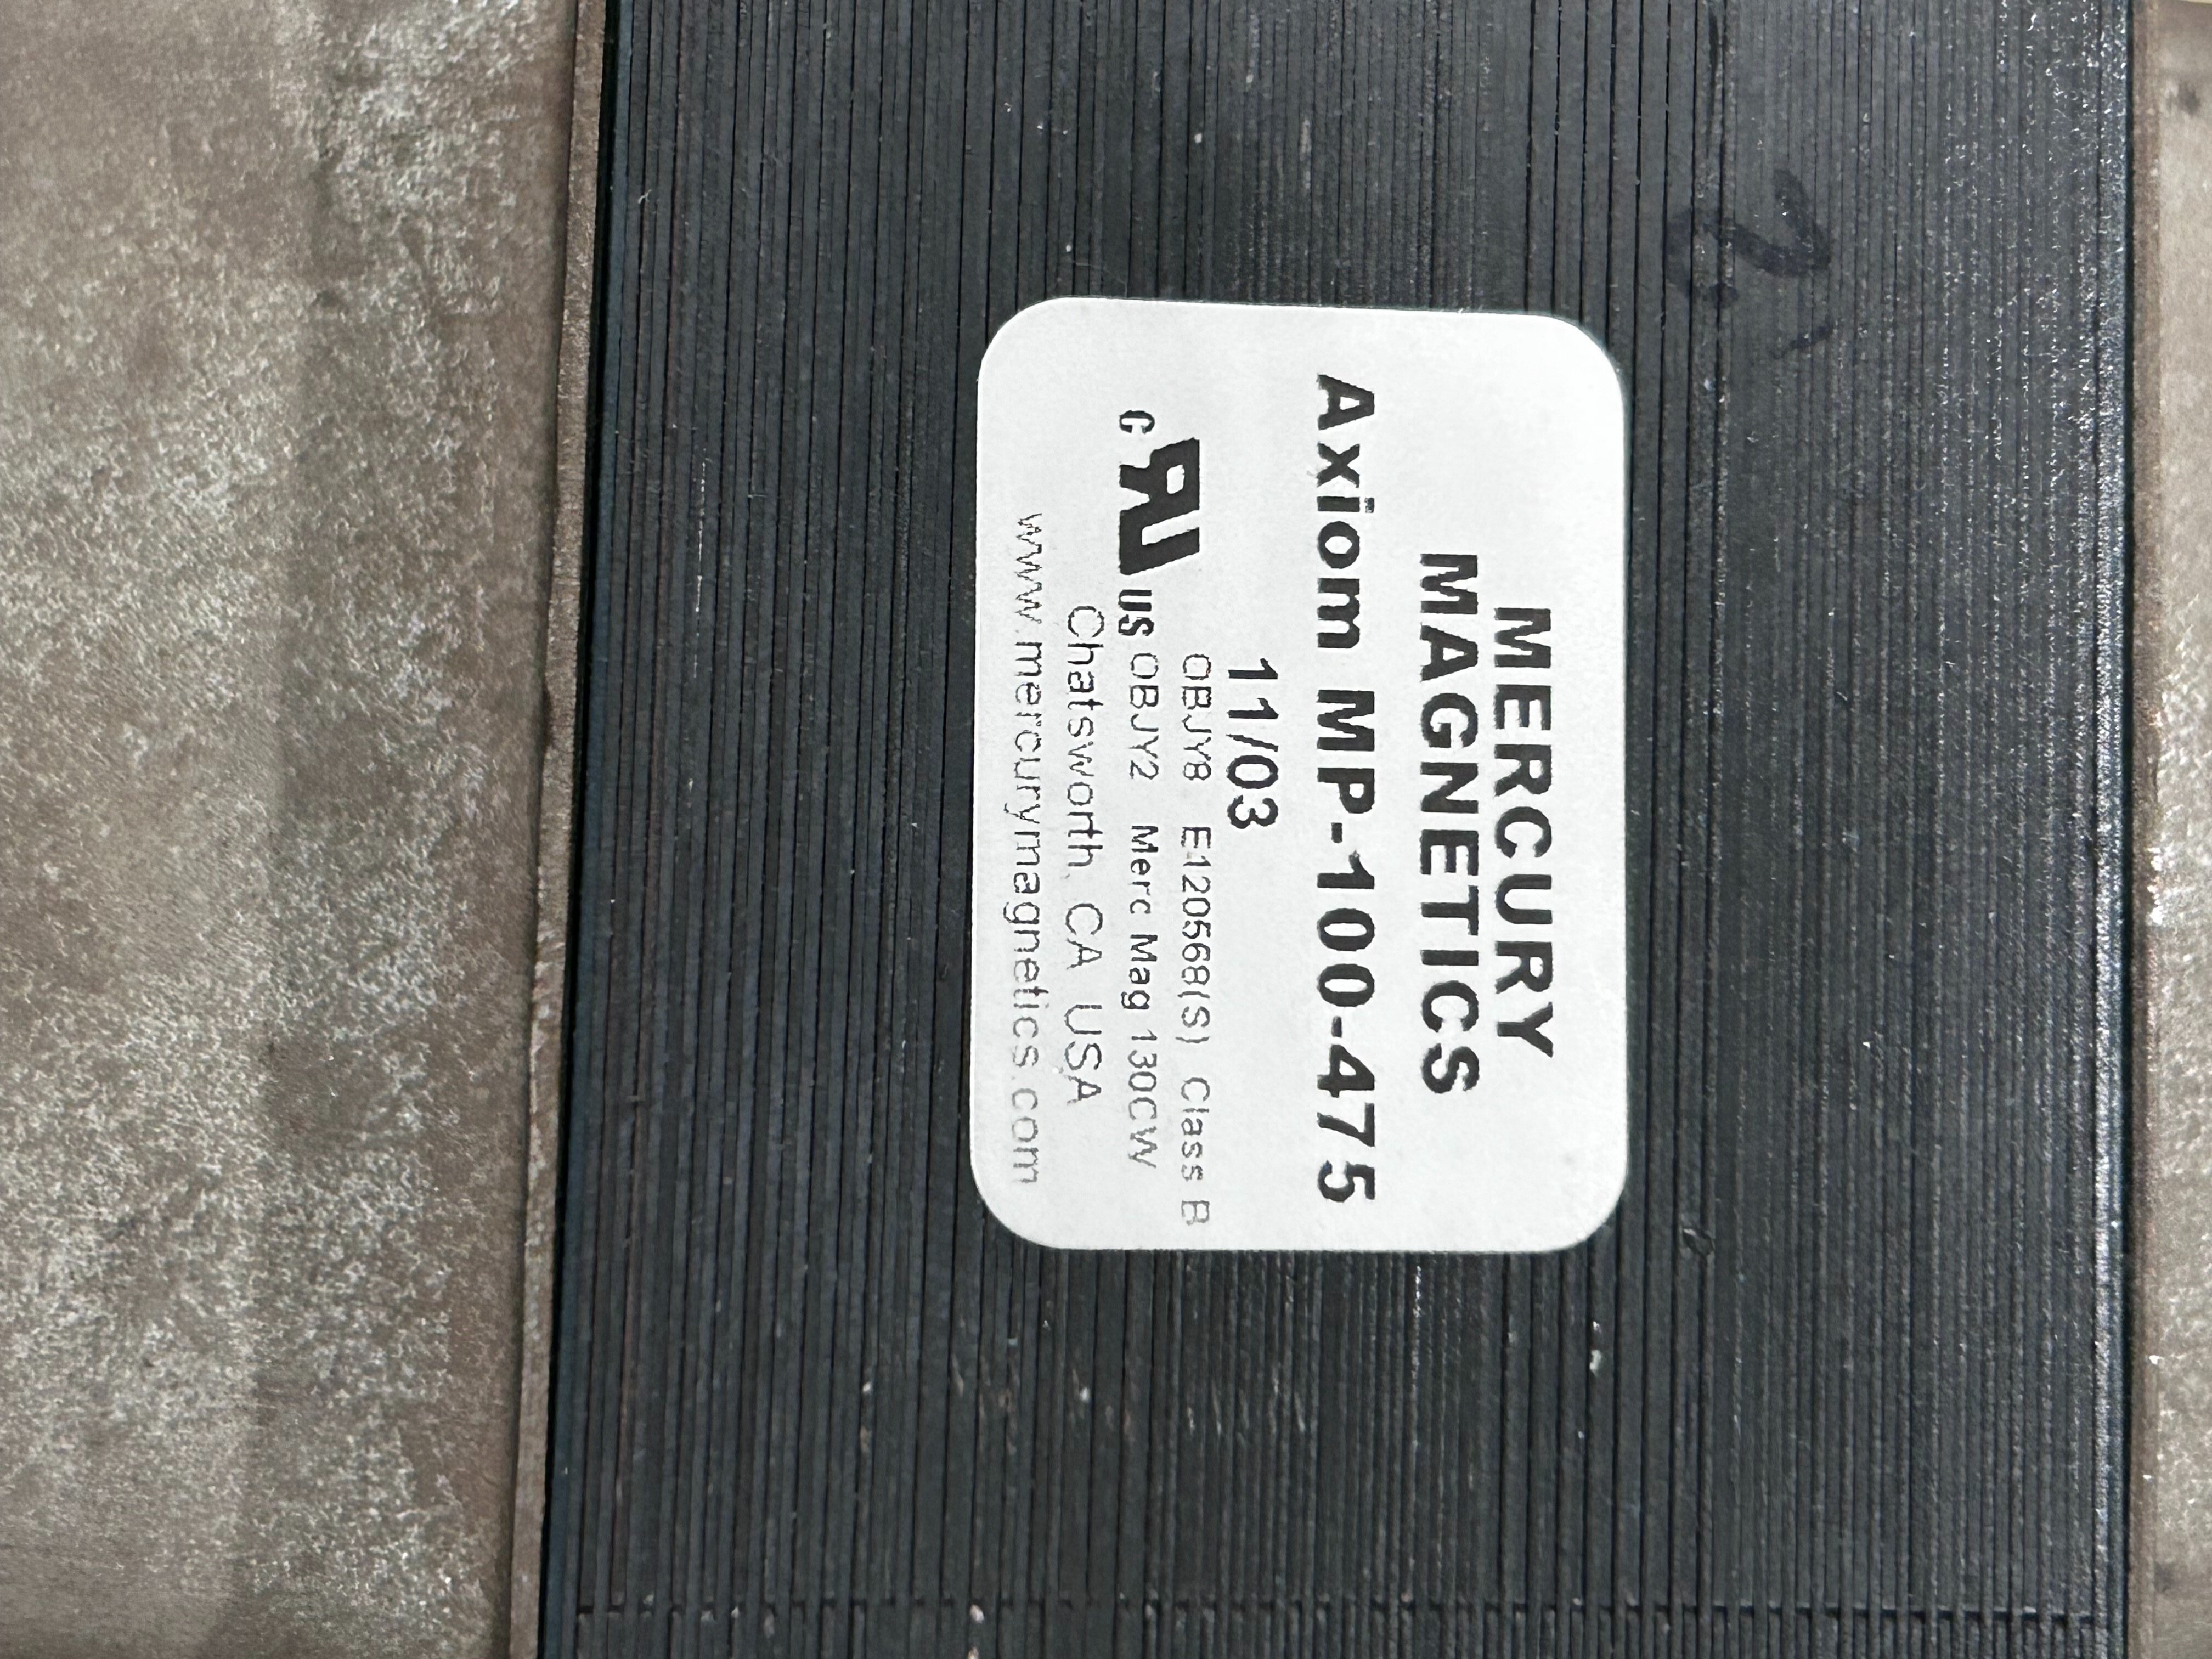 MERCURY
MAGNETICS
Axiom MP-100-475
11/03
OBJY8 E120568(S) Class B
c RU US OBJY2 Merc Mag 130CW
Chatsworth, CA USA
www.mercurymagnetics.com